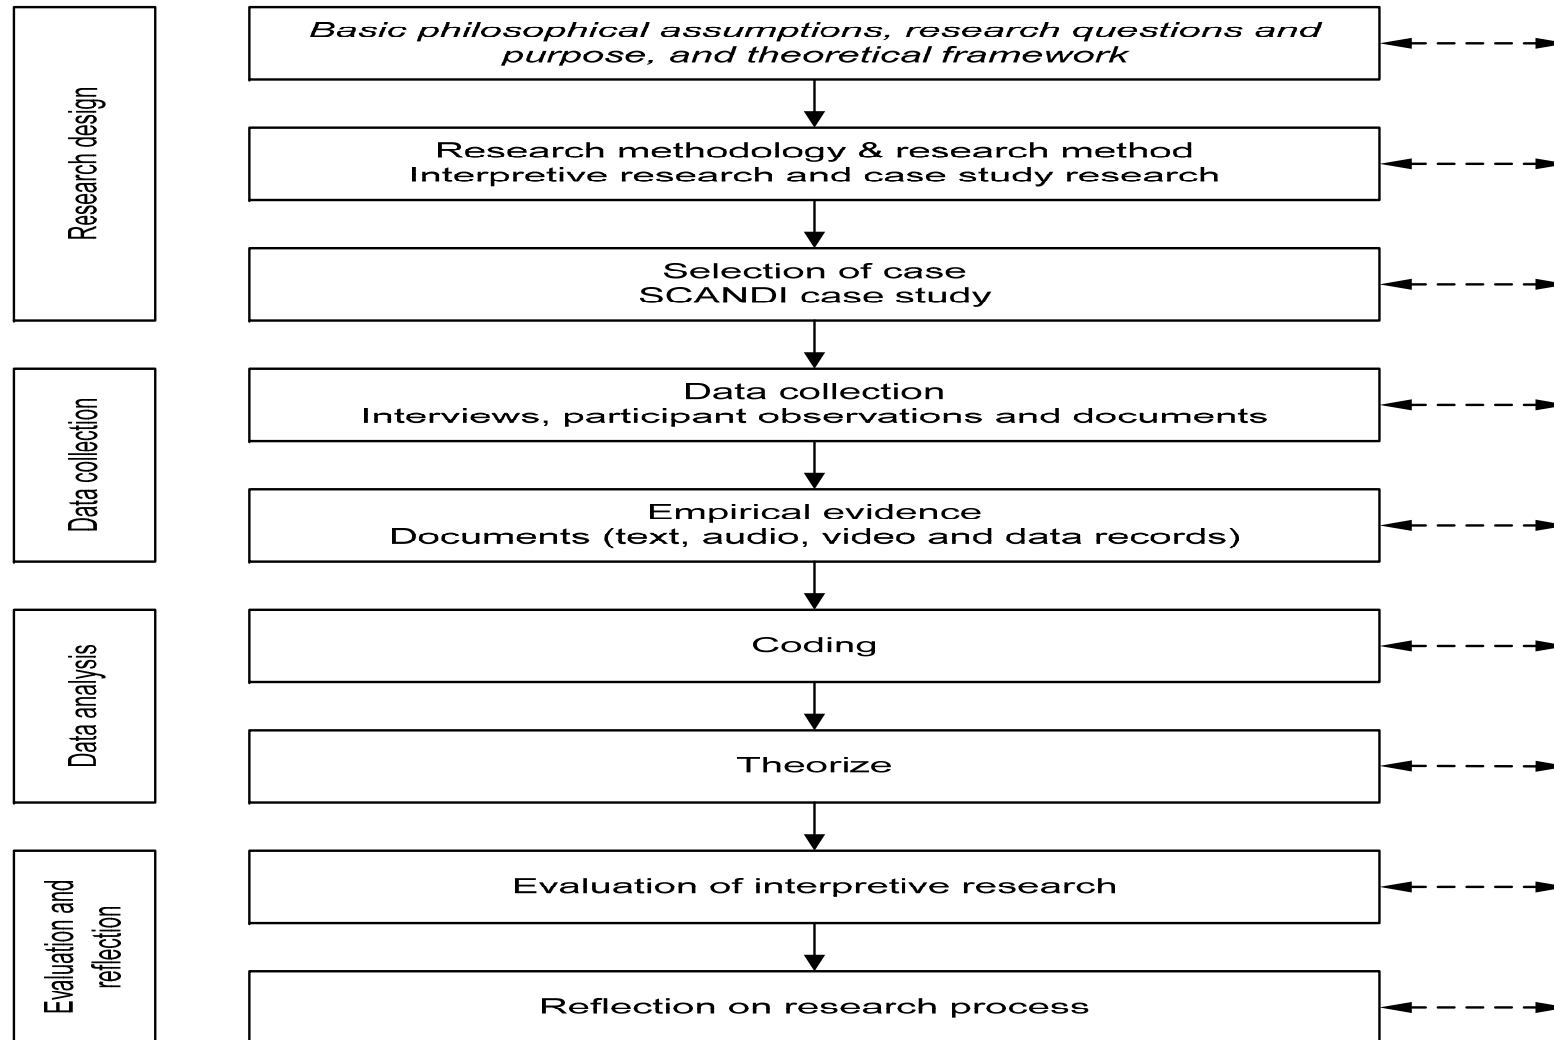 Research design
Basic philosophical assumptions, research questions and
purpose, and theoretical framework
Research methodology & research method
Interpretive research and case study research
Selection of case
SCANDI case study
Data collection
Data collection
Interviews, participant observations and documents
Empirical evidence
Documents (text, audio, video and data records)
Data analysis
Coding
Theorize
Evaluation and
reflection
Evaluation of interpretive research
Reflection on research process